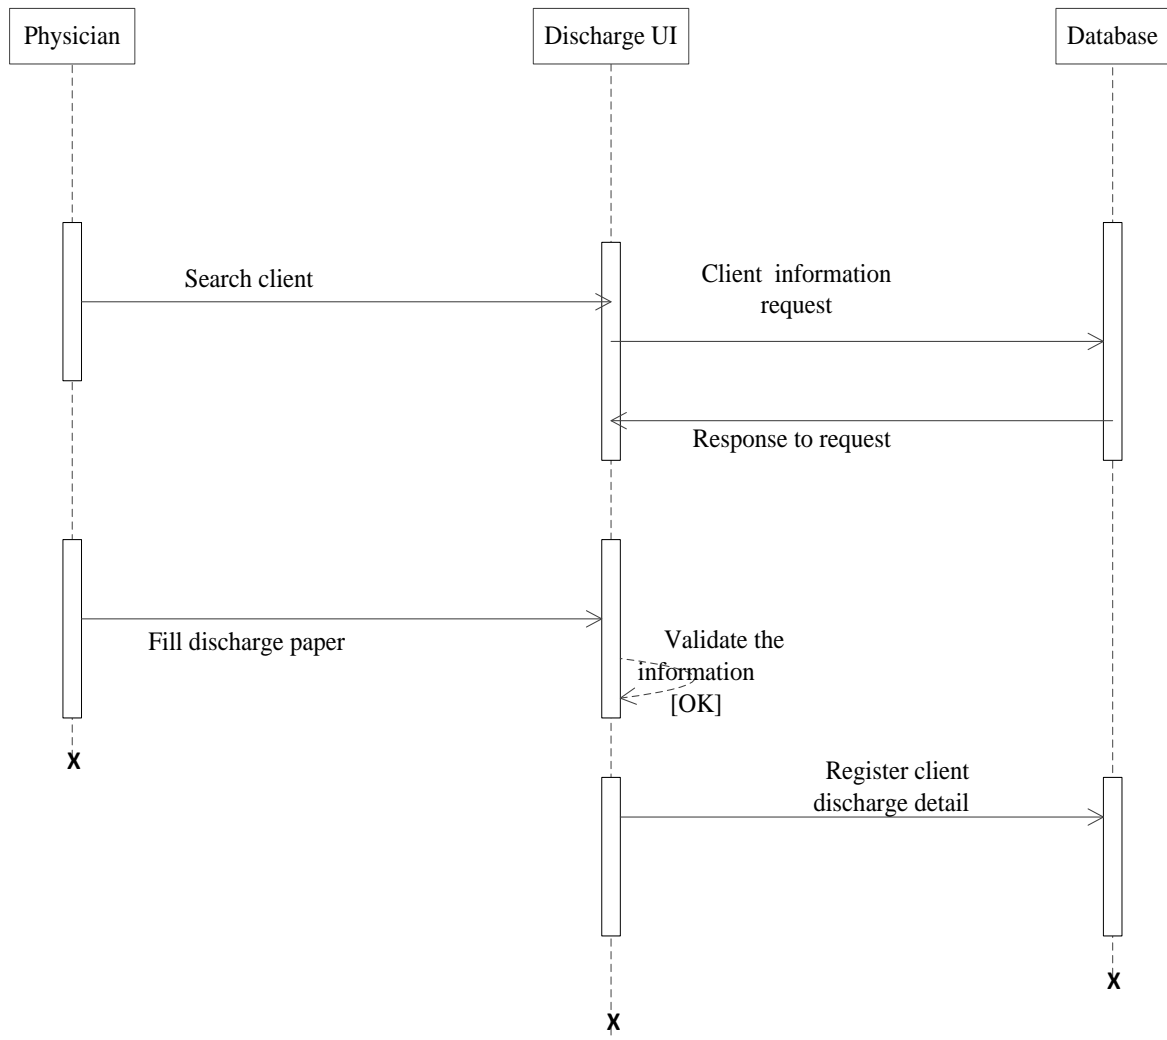 Physician
Discharge UI
Database
Search client
Client information
request
Response to request
Fill discharge paper
Validate the
information
[OK]
X
Register client
discharge detail
X
X